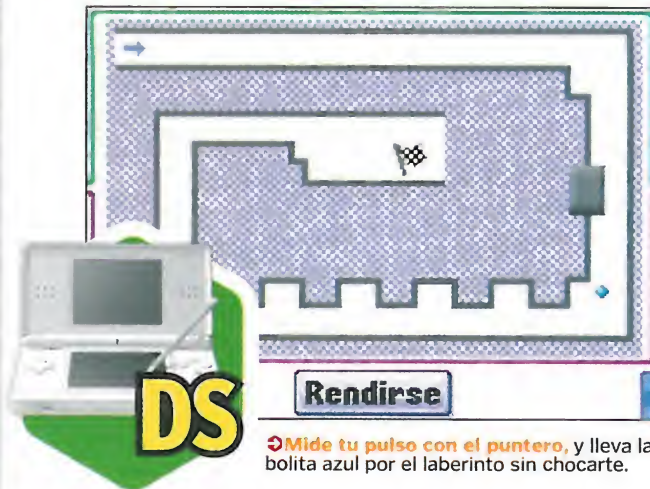 Rendirse
DS
Mide tu pulso con el puntero, y lleva la
bolita azul por el laberinto sin chocarte.